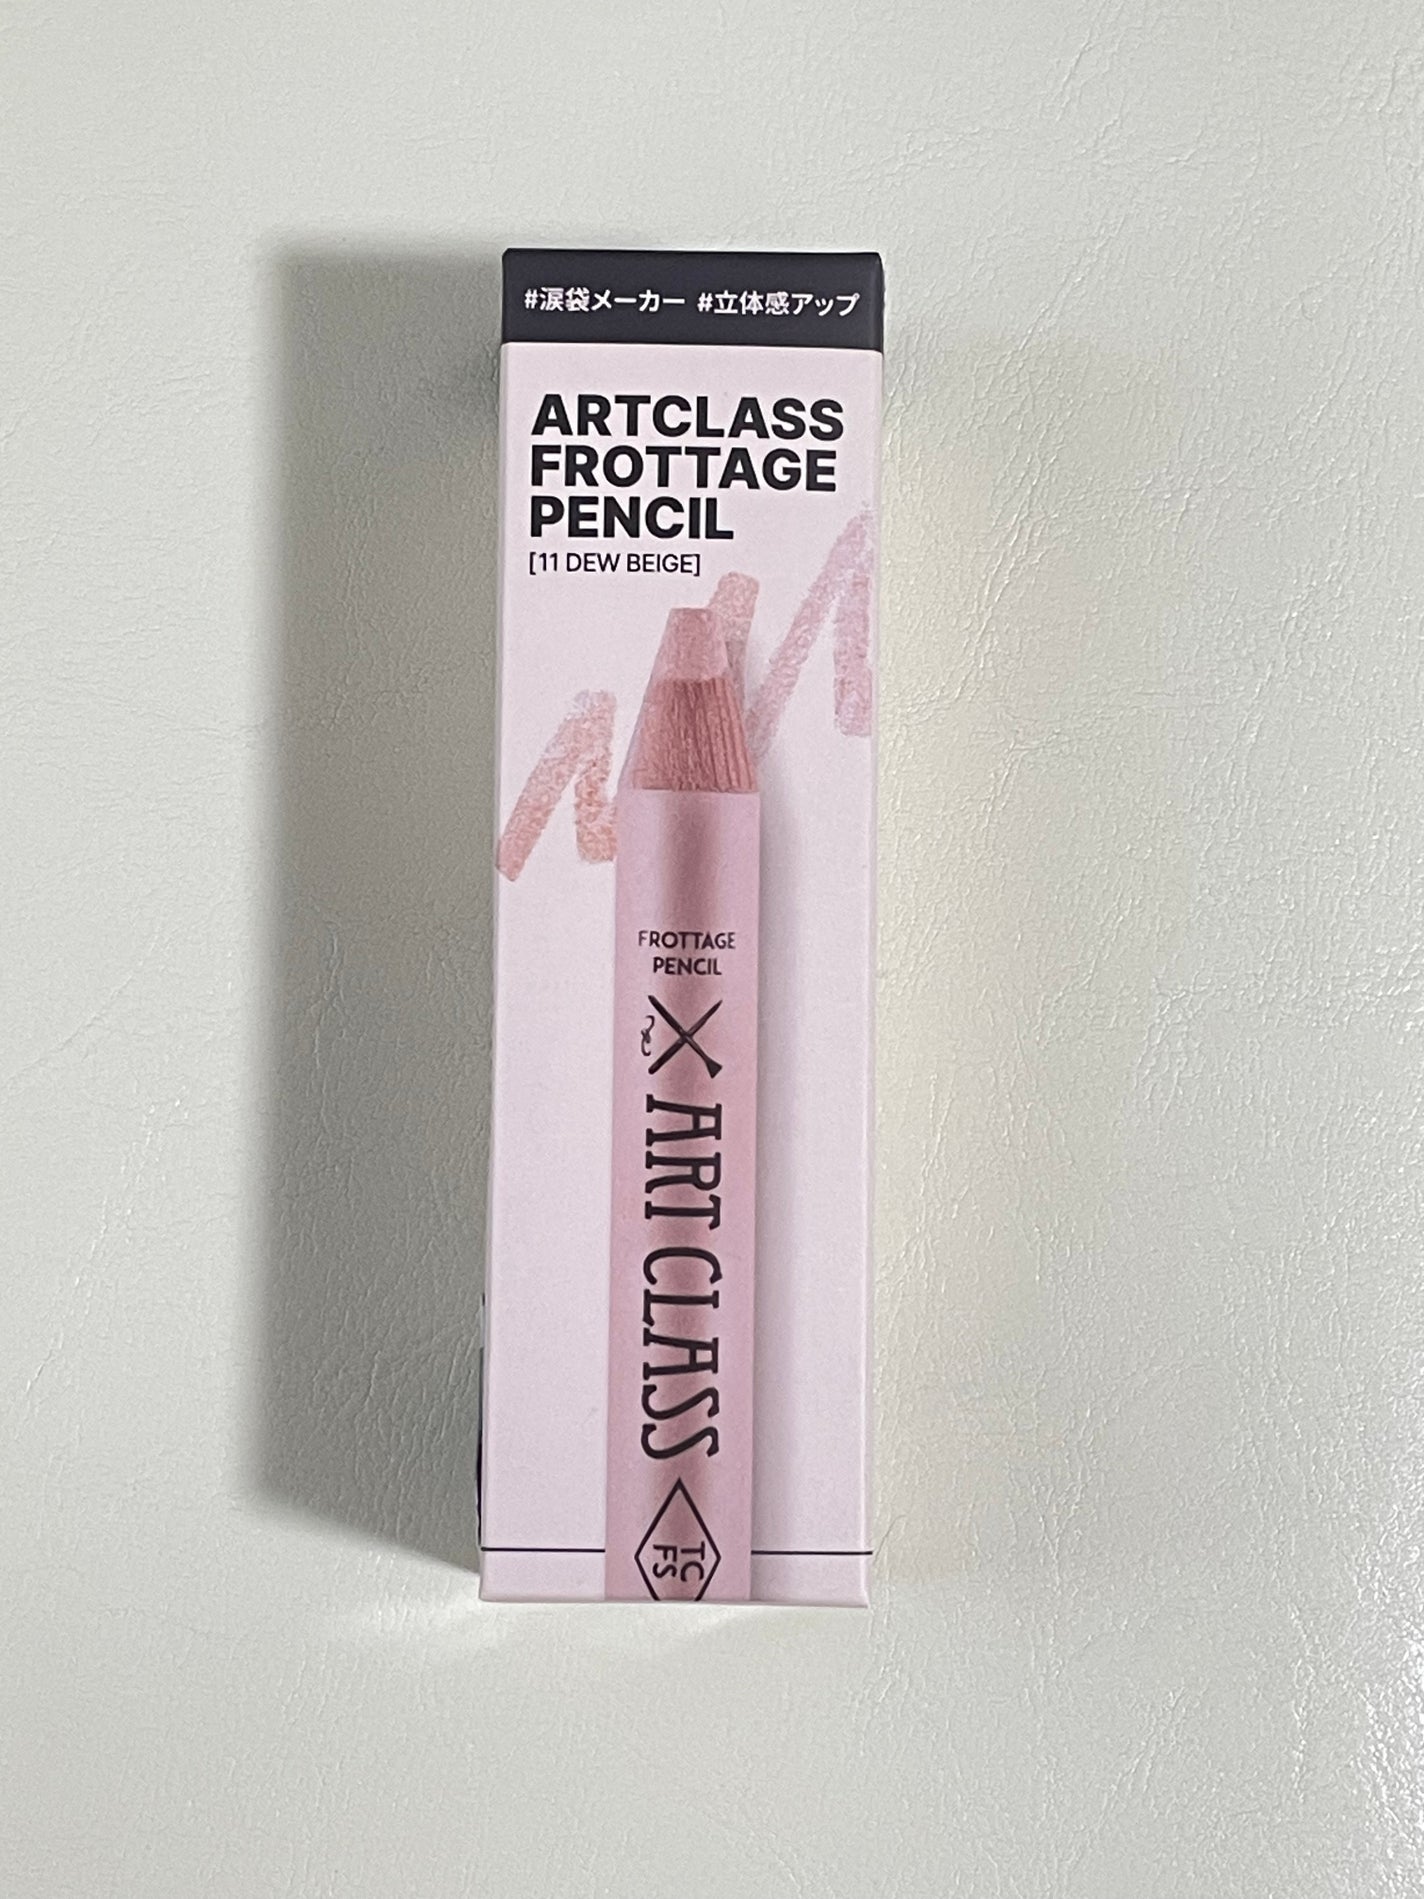 #涙袋メーカー #立体感アップ
ARTCLASS
FROTTAGE
PENCIL
[11 DEW BEIGE]
FROTTAGE
PENCIL
ART CLASS
TC
FS